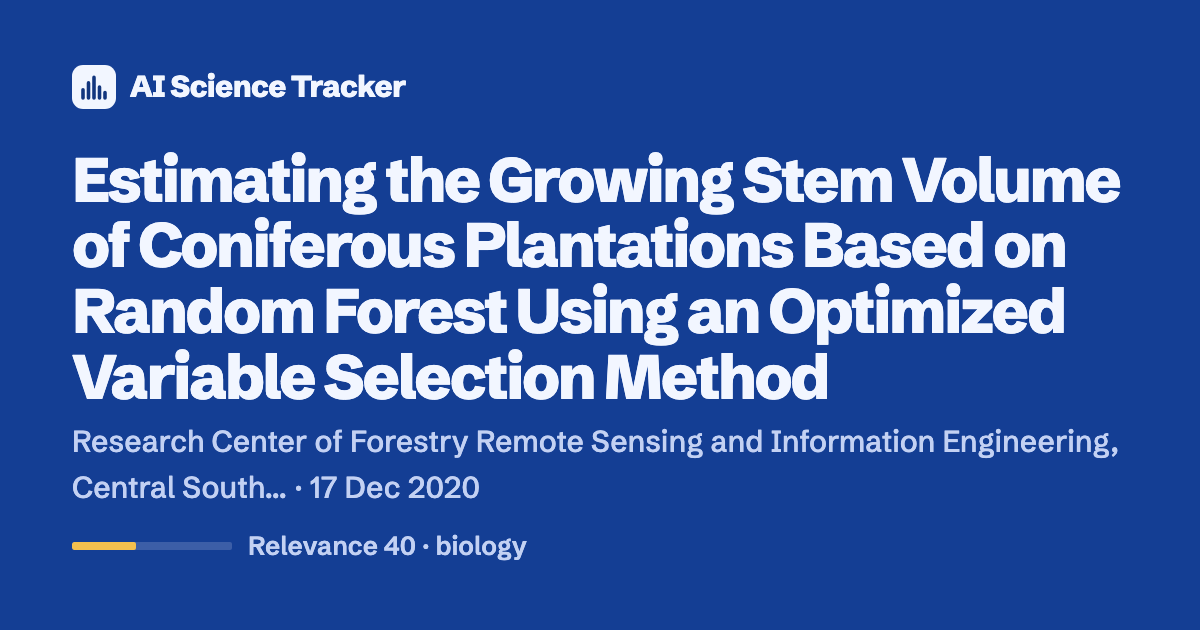 AI Science Tracker
Estimating the Growing Stem Volume
of Coniferous Plantations Based on
Random Forest Using an Optimized
Variable Selection Method
Research Center of Forestry Remote Sensing and Information Engineering,
Central South... · 17 Dec 2020
Relevance 40 · biology